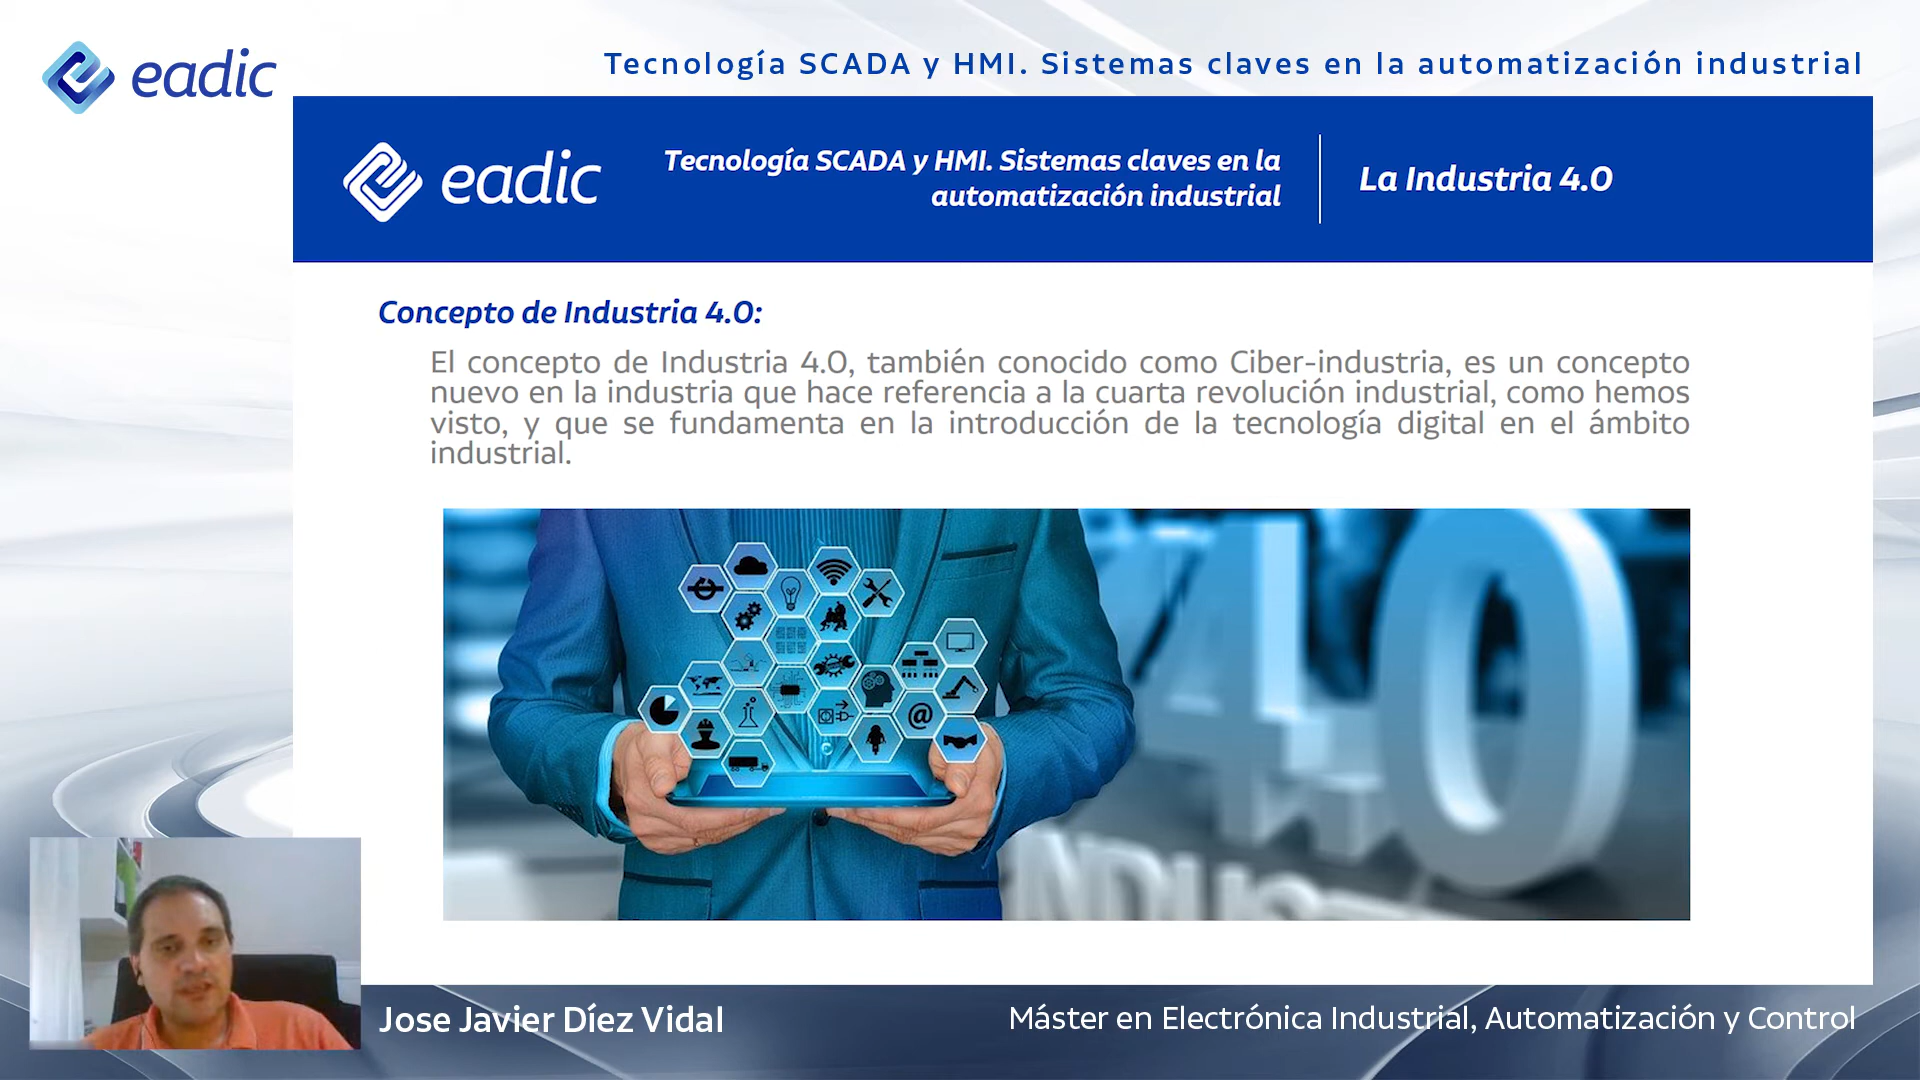 eadic
Tecnología SCADA y HMI. Sistemas claves en la automatización industrial
eadic
Tecnología SCADA y HMI. Sistemas claves en la
automatización industrial
La Industria 4.0
Concepto de Industria 4.0:
El concepto de Industria 4.0, también conocido como Ciber-industria, es un concepto
nuevo en la industria que hace referencia a la cuarta revolución industrial, como hemos
visto, y que se fundamenta en la introducción de la tecnología digital en el ámbito
industrial.
4.0
@
Jose Javier Díez Vidal
Máster en Electrónica Industrial, Automatización y Control